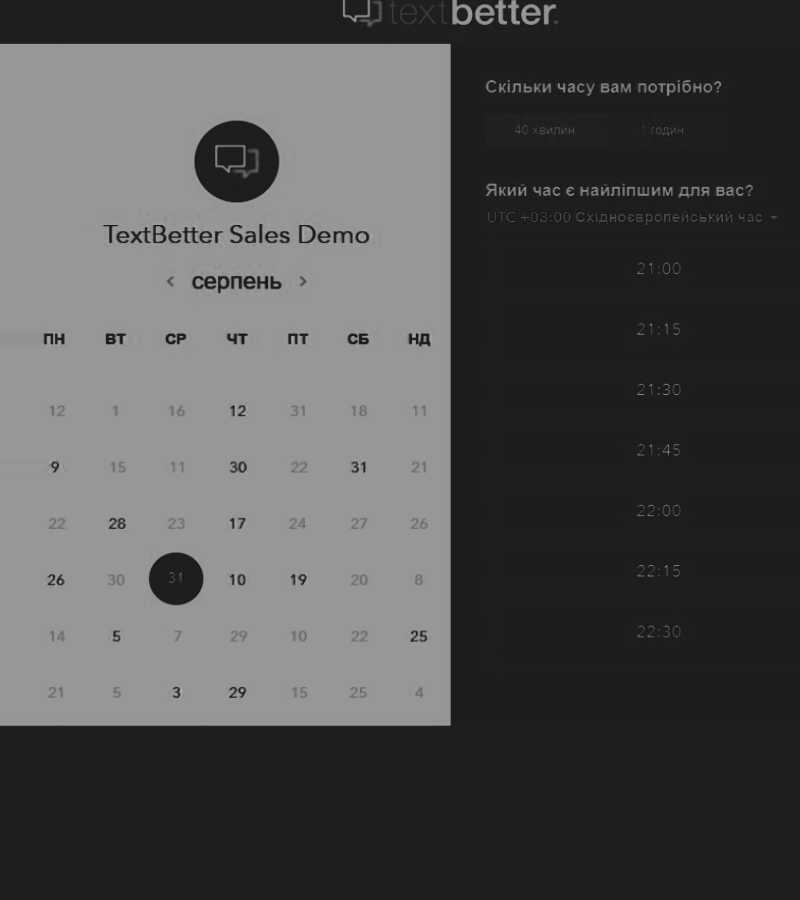 textbetter.
TextBetter Sales Demo
< серпень >
ПН ВТ СР ЧТ ПТ СБ НД
12 1 16 12 31 18 11
9 15 11 30 22 31 21
22 28 23 17 24 27 26
26 30 31 10 19 20 8
14 5 7 29 10 22 25
21 5 3 29 15 25 4
Скільки часу вам потрібно?
40 хвилин 1 годин
Який час є найліпшим для вас?
UTC +03:00 Східноєвропейський час
21:00
21:15
21:30
21:45
22:00
22:15
22:30